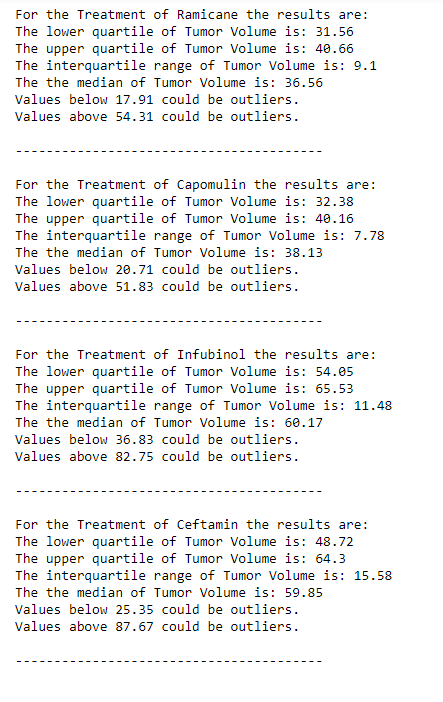 For the Treatment of Ramicane the results are:
The lower quartile of Tumor Volume is: 31.56
The upper quartile of Tumor Volume is: 40.66
The interquartile range of Tumor Volume is: 9.1
The the median of Tumor Volume is: 36.56
Values below 17.91 could be outliers.
Values above 54.31 could be outliers.
----------------------------------------
For the Treatment of Capomulin the results are:
The lower quartile of Tumor Volume is: 32.38
The upper quartile of Tumor Volume is: 40.16
The interquartile range of Tumor Volume is: 7.78
The the median of Tumor Volume is: 38.13
Values below 20.71 could be outliers.
Values above 51.83 could be outliers.
----------------------------------------
For the Treatment of Infubinol the results are:
The lower quartile of Tumor Volume is: 54.05
The upper quartile of Tumor Volume is: 65.53
The interquartile range of Tumor Volume is: 11.48
The the median of Tumor Volume is: 60.17
Values below 36.83 could be outliers.
Values above 82.75 could be outliers.
----------------------------------------
For the Treatment of Ceftamin the results are:
The lower quartile of Tumor Volume is: 48.72
The upper quartile of Tumor Volume is: 64.3
The interquartile range of Tumor Volume is: 15.58
The the median of Tumor Volume is: 59.85
Values below 25.35 could be outliers.
Values above 87.67 could be outliers.
----------------------------------------